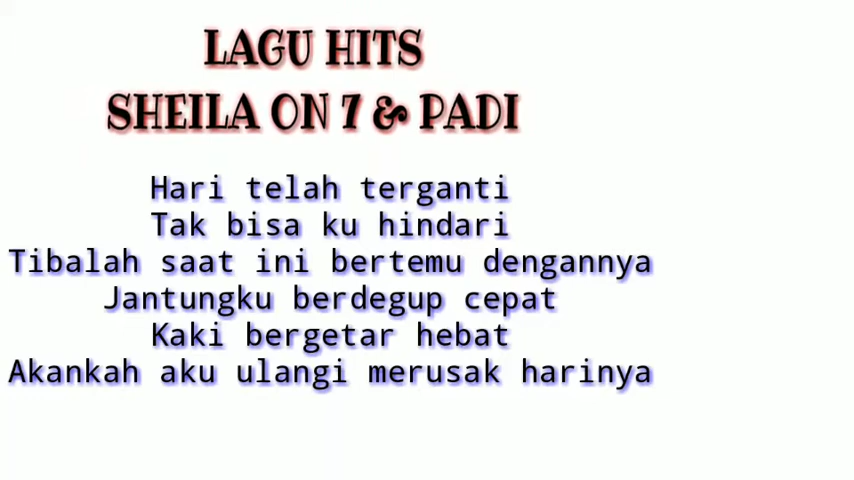 LAGU HITS
SHEILA ON 7 & PADI
Hari telah terganti
Tak bisa ku hindari
Tibalah saat ini bertemu dengannya
Jantungku berdegup cepat
Kaki bergetar hebat
Akankah aku ulangi merusak harinya